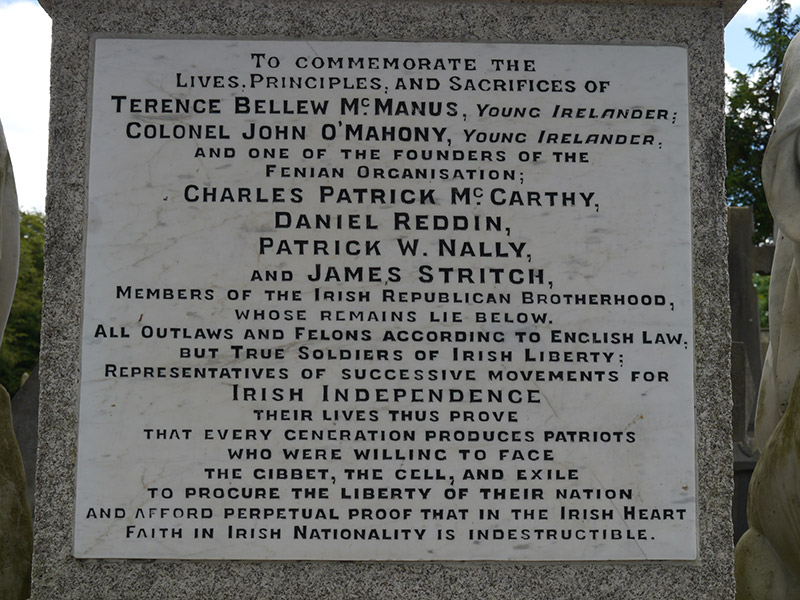 To commemorate the
Lives, Principles, and Sacrifices of
Terence Bellew McManus, Young Irelander;
Colonel John O'Mahony, Young Irelander,
and one of the founders of the
Fenian Organisation;
Charles Patrick McCarthy,
Daniel Reddin,
Patrick W. Nally,
and James Stritch,
Members of the Irish Republican Brotherhood,
whose remains lie below.
All Outlaws and Felons according to English Law,
but True Soldiers of Irish Liberty;
Representatives of successive movements for
Irish Independence
their lives thus prove
that every generation produces patriots
who were willing to face
the gibbet, the cell, and exile
to procure the liberty of their nation
and afford perpetual proof that in the Irish Heart
Faith in Irish Nationality is indestructible.